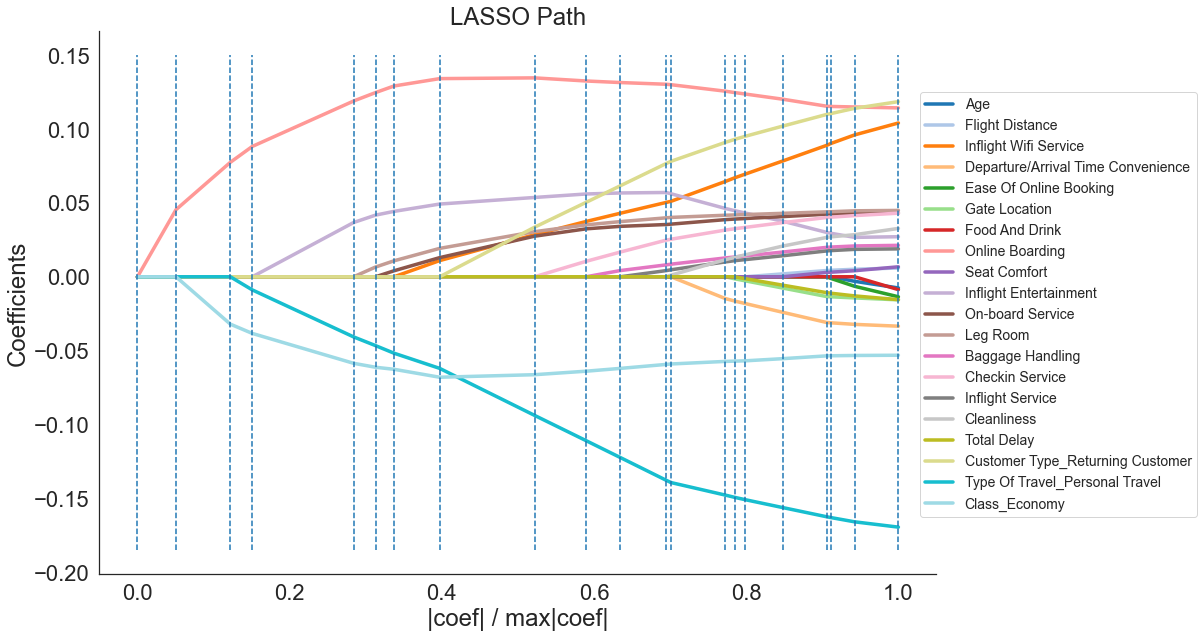 LASSO Path
Coefficients
0.15
0.10
0.05
0.00
−0.05
−0.10
−0.15
−0.20
0.0 0.2 0.4 0.6 0.8 1.0
|coef| / max|coef|
Age
Flight Distance
Inflight Wifi Service
Departure/Arrival Time Convenience
Ease Of Online Booking
Gate Location
Food And Drink
Online Boarding
Seat Comfort
Inflight Entertainment
On-board Service
Leg Room
Baggage Handling
Checkin Service
Inflight Service
Cleanliness
Total Delay
Customer Type_Returning Customer
Type Of Travel_Personal Travel
Class_Economy